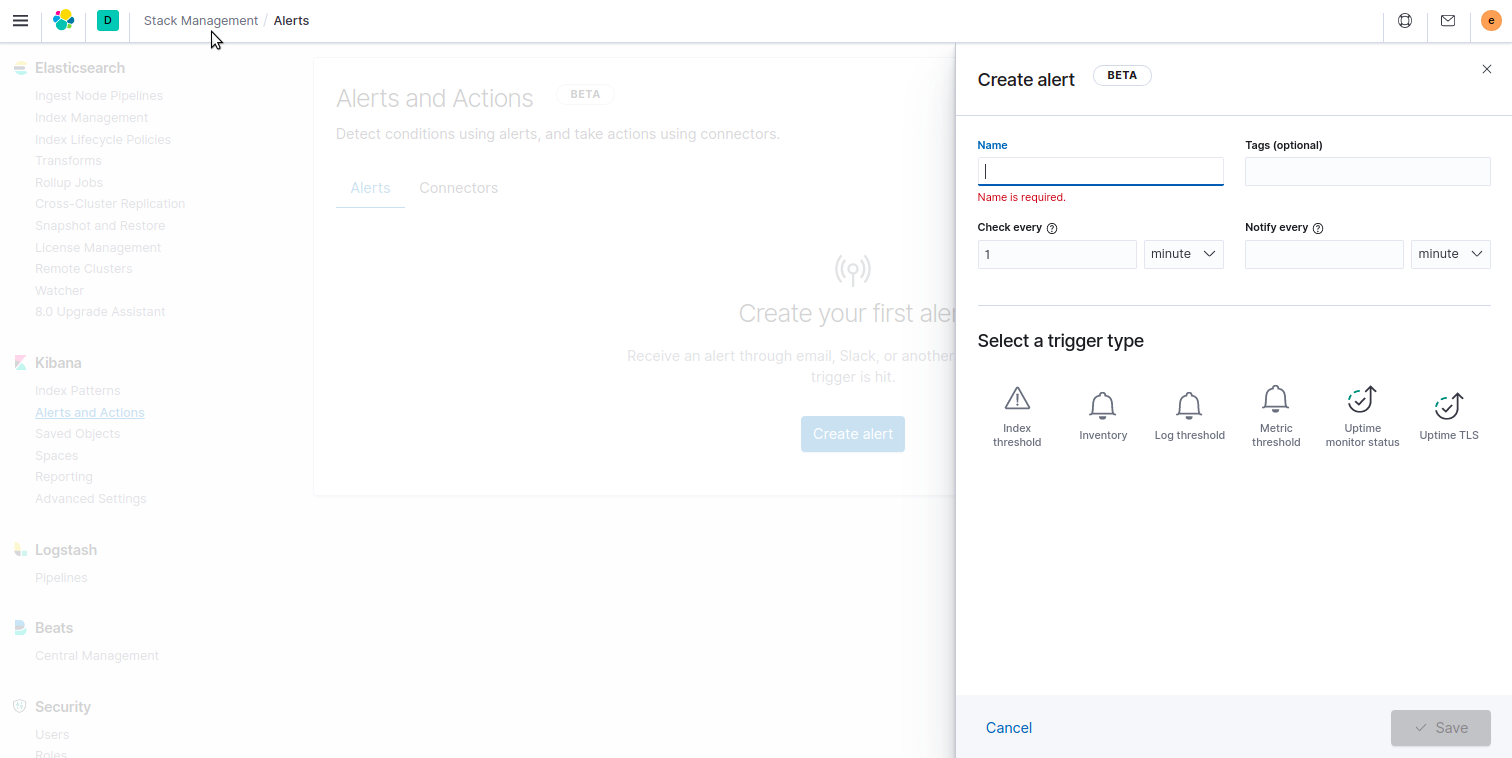 D
Stack Management / Alerts
e
Elasticsearch
Ingest Node Pipelines
Index Management
Index Lifecycle Policies
Transforms
Rollup Jobs
Cross-Cluster Replication
Snapshot and Restore
License Management
Remote Clusters
Watcher
8.0 Upgrade Assistant
Kibana
Index Patterns
Alerts and Actions
Saved Objects
Spaces
Reporting
Advanced Settings
Logstash
Pipelines
Beats
Central Management
Security
Users
Roles
Alerts and Actions BETA
Detect conditions using alerts, and take actions using connectors.
Alerts Connectors
Create your first aler
Receive an alert through email, Slack, or another
trigger is hit.
Create alert
Create alert BETA
Name
Name is required.
Tags (optional)
Check every
1 minute
Notify every
minute
Select a trigger type
Index
threshold
Inventory
Log threshold
Metric
threshold
Uptime
monitor status
Uptime TLS
Cancel
Save